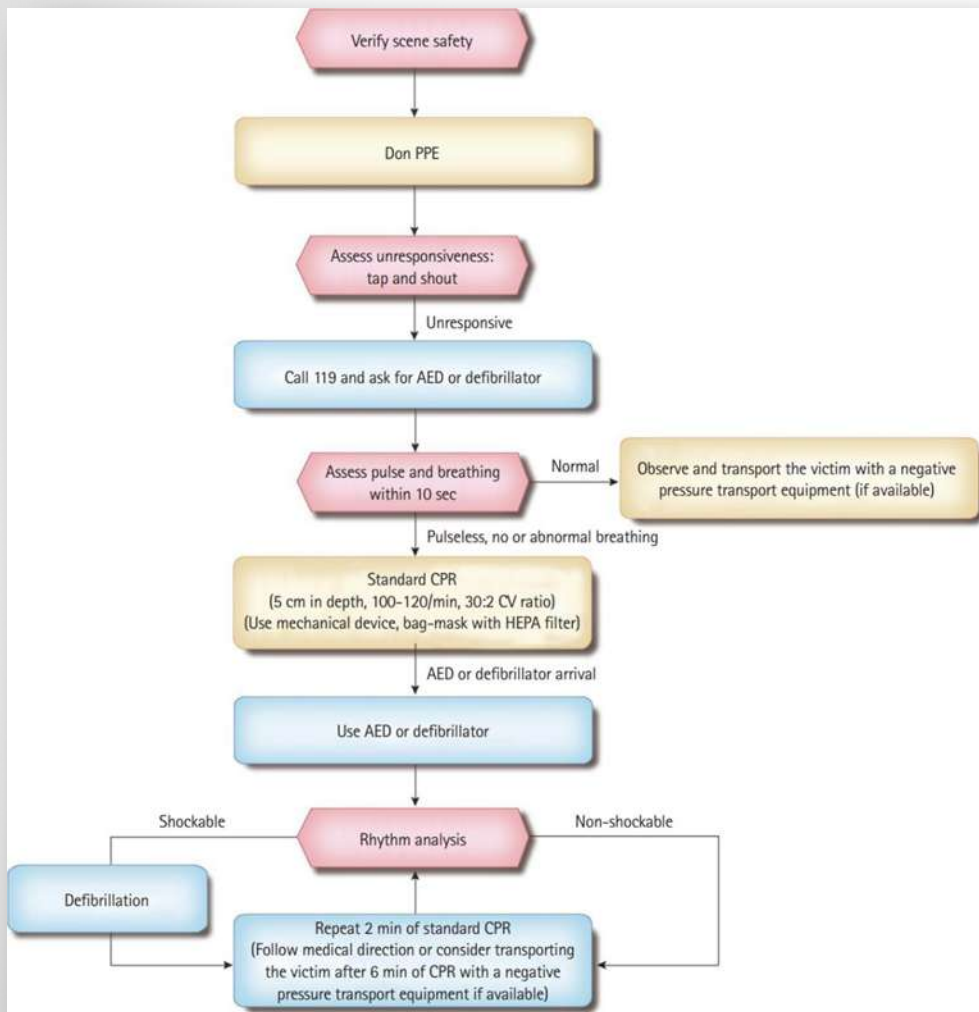 Verify scene safety
Don PPE
Assess unresponsiveness:
tap and shout
Unresponsive
Call 119 and ask for AED or defibrillator
Assess pulse and breathing
within 10 sec
Normal
Observe and transport the victim with a negative
pressure transport equipment (if available)
Pulseless, no or abnormal breathing
Standard CPR
(5 cm in depth, 100-120/min, 30:2 CV ratio)
(Use mechanical device, bag-mask with HEPA filter)
AED or defibrillator arrival
Use AED or defibrillator
Rhythm analysis
Shockable
Non-shockable
Defibrillation
Repeat 2 min of standard CPR
(Follow medical direction or consider transporting
the victim after 6 min of CPR with a negative
pressure transport equipment if available)